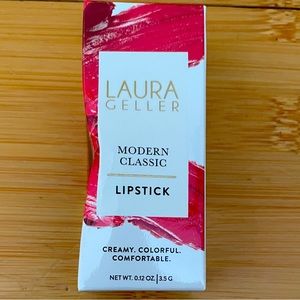 LAURA
GELLER
MODERN
CLASSIC
LIPSTICK
CREAMY. COLORFUL.
COMFORTABLE.
NET WT. 0.12 OZ. | 3.5 G